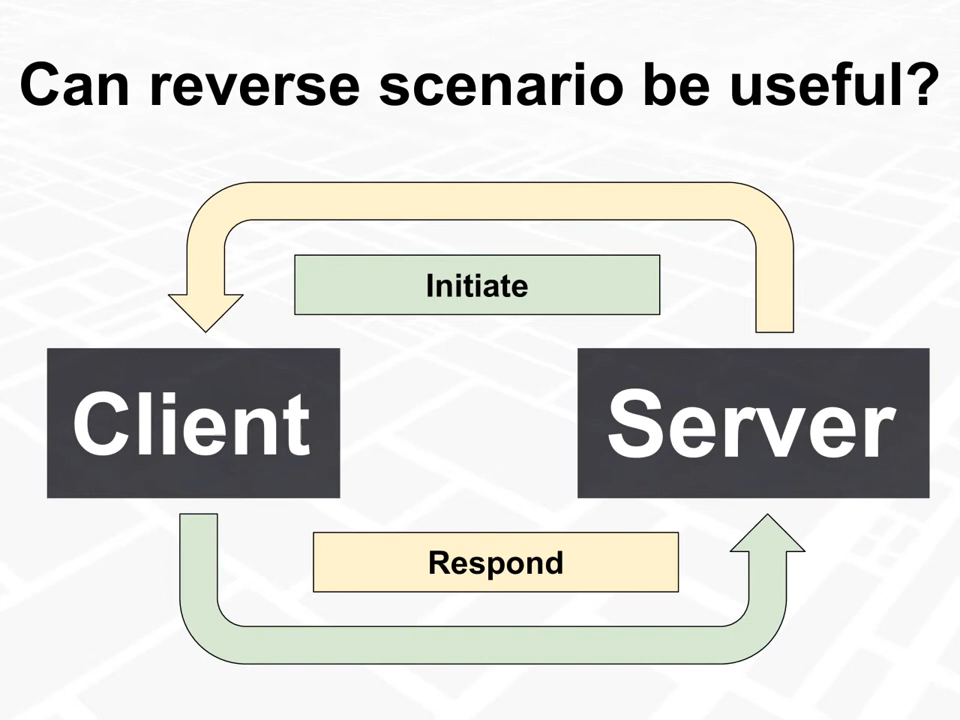 Can reverse scenario be useful?
Initiate
Client
Server
Respond